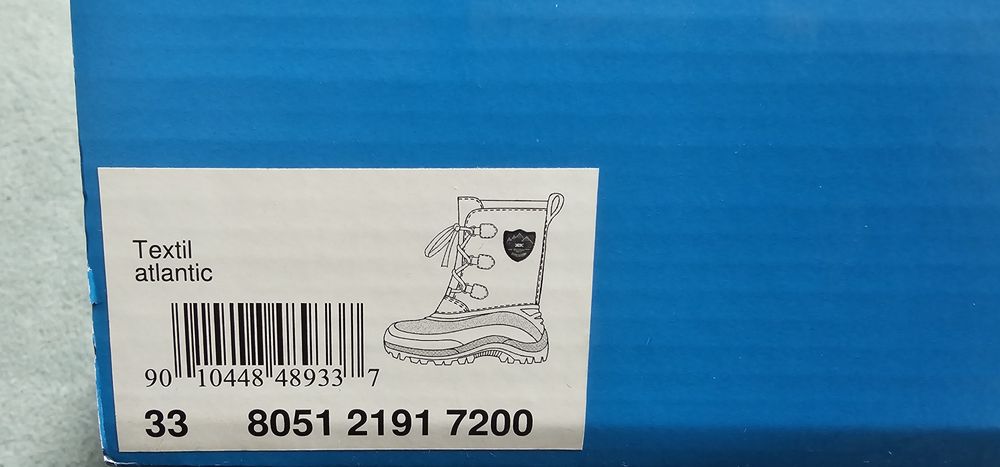 Textil
atlantic
90 10448 48933 7
33 8051 2191 7200